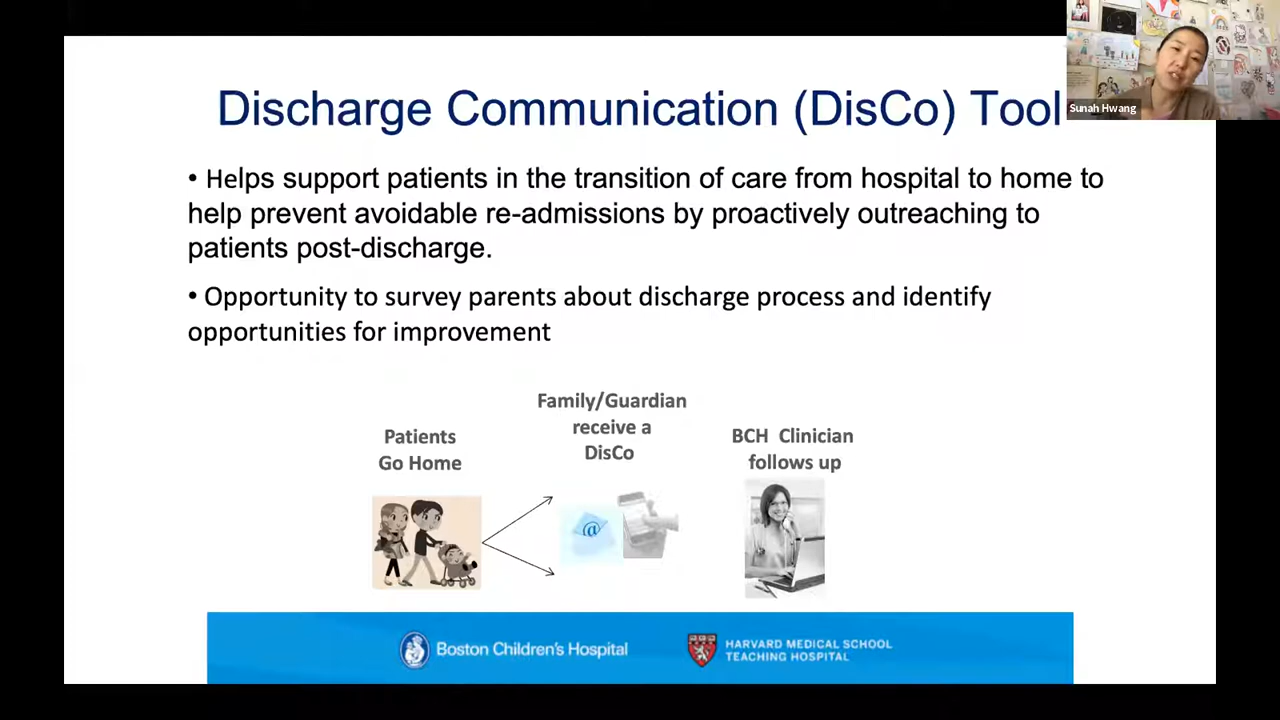 Discharge Communication (DisCo) Tool
Sunah Hwang
• Helps support patients in the transition of care from hospital to home to
help prevent avoidable re-admissions by proactively outreaching to
patients post-discharge.
• Opportunity to survey parents about discharge process and identify
opportunities for improvement
Patients
Go Home
Family/Guardian
receive a
DisCo
BCH Clinician
follows up
@
Boston Children's Hospital
HARVARD MEDICAL SCHOOL
TEACHING HOSPITAL